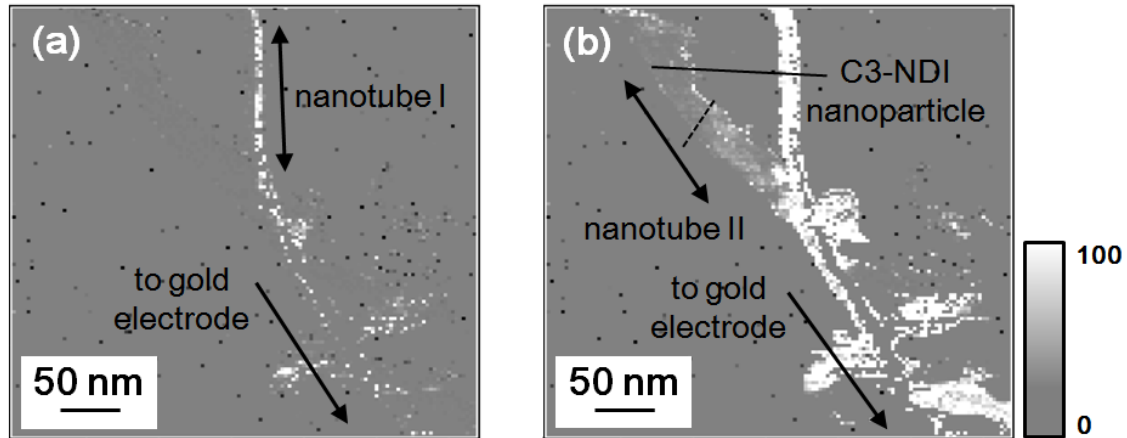 (a)
nanotube I
to gold
electrode
50 nm
(b)
C3-NDI
nanoparticle
nanotube II
to gold
electrode
50 nm
100
0